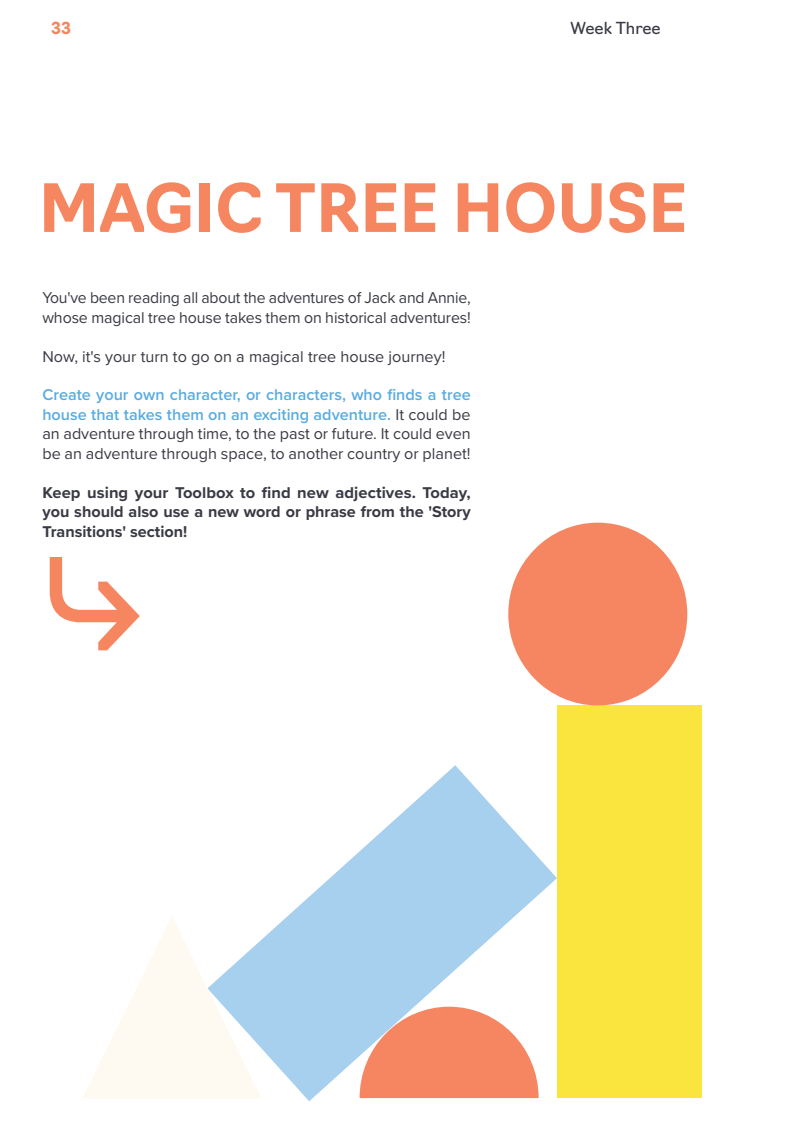 33
Week Three
MAGIC TREE HOUSE
You've been reading all about the adventures of Jack and Annie,
whose magical tree house takes them on historical adventures!
Now, it's your turn to go on a magical tree house journey!
Create your own character, or characters, who finds a tree
house that takes them on an exciting adventure. It could be
an adventure through time, to the past or future. It could even
be an adventure through space, to another country or planet!
Keep using your Toolbox to find new adjectives. Today,
you should also use a new word or phrase from the 'Story
Transitions' section!